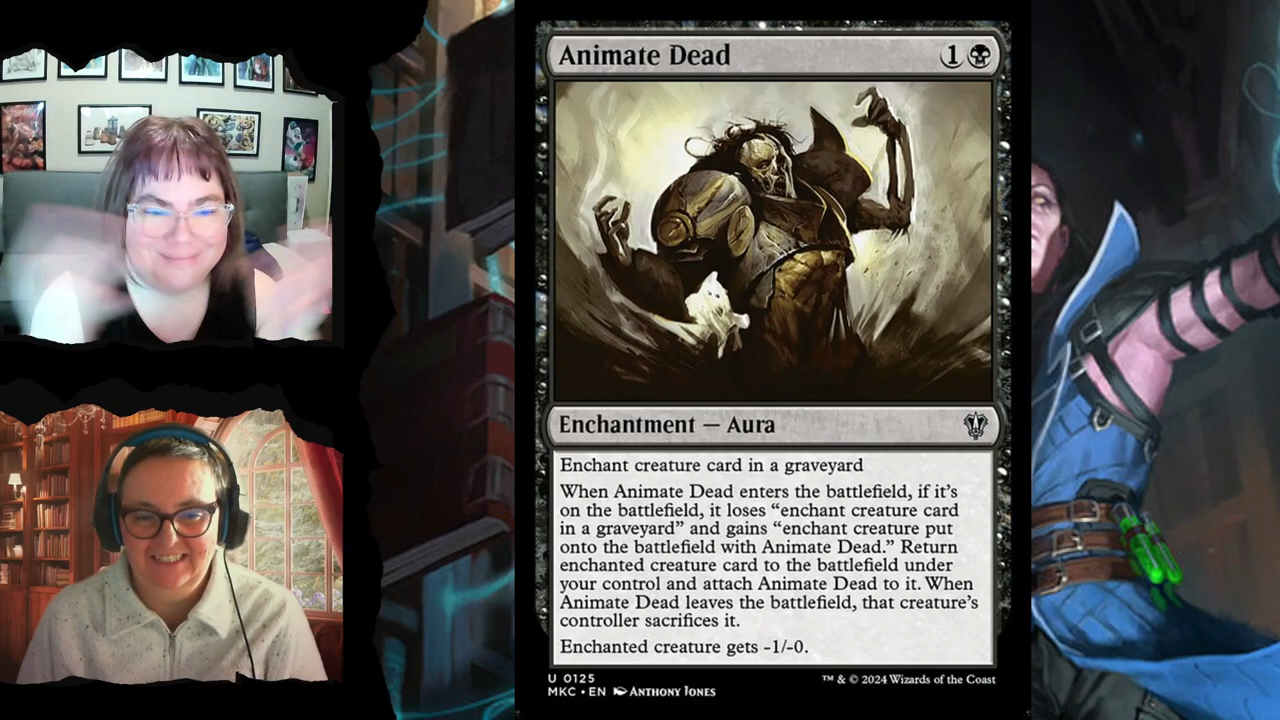 Animate Dead 1
Enchantment — Aura
Enchant creature card in a graveyard
When Animate Dead enters the battlefield, if it's
on the battlefield, it loses “enchant creature card
in a graveyard” and gains “enchant creature put
onto the battlefield with Animate Dead.” Return
enchanted creature card to the battlefield under
your control and attach Animate Dead to it. When
Animate Dead leaves the battlefield, that creature's
controller sacrifices it.
Enchanted creature gets -1/-0.
U 0125
MKC • EN Anthony Jones
™ & © 2024 Wizards of the Coast